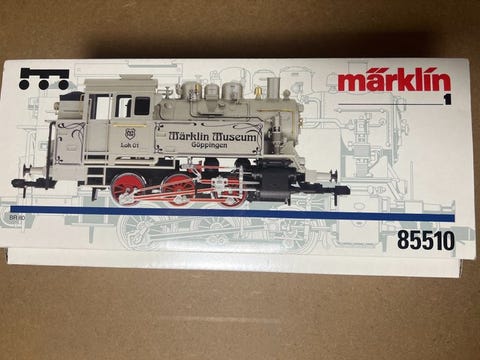 märklin
1
Märklin Museum
Göppingen
Lok 01
BR 80
85510